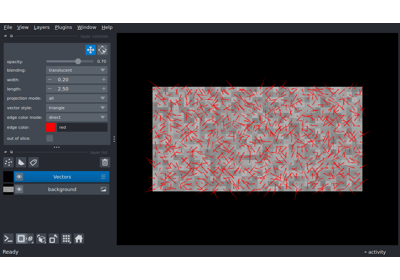 File View Layers Plugins Window Help
opacity: 0.70
blending: translucent
width: 0.20
length: 2.50
projection mode: all
vector style: triangle
edge color mode: direct
edge color: red
out of slice:
Vectors
background
Ready
activity